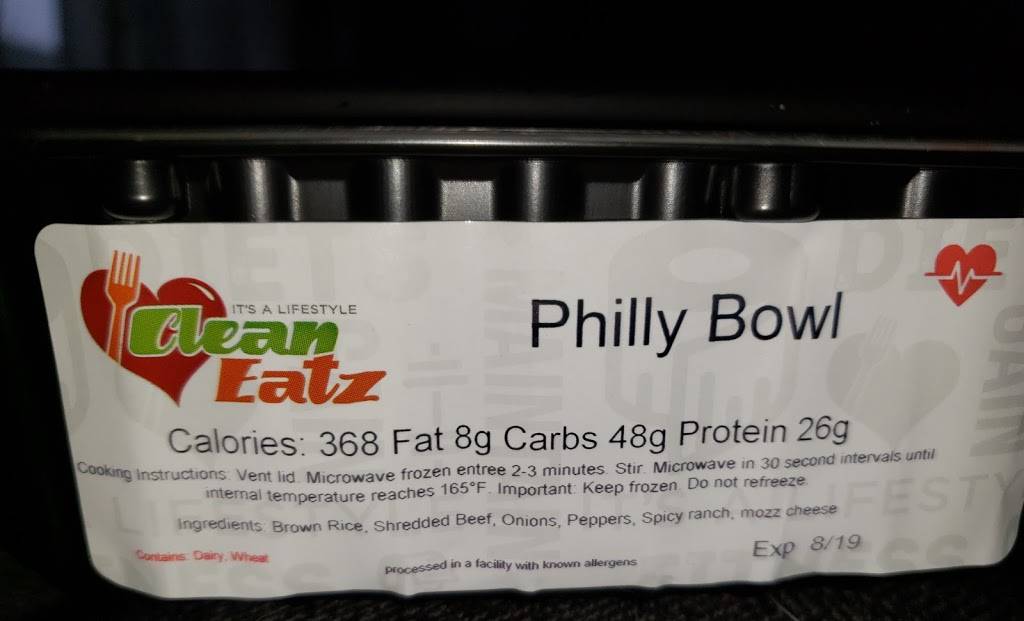 IT'S A LIFESTYLE
Clean
Eatz
Philly Bowl
Calories: 368 Fat 8g Carbs 48g Protein 26g
Cooking Instructions: Vent lid. Microwave frozen entree 2-3 minutes. Stir. Microwave in 30 second intervals until
internal temperature reaches 165°F. Important: Keep frozen. Do not refreeze.
Ingredients: Brown Rice, Shredded Beef, Onions, Peppers, Spicy ranch, mozz cheese
Contains: Dairy, Wheat
processed in a facility with known allergens
Exp 8/19